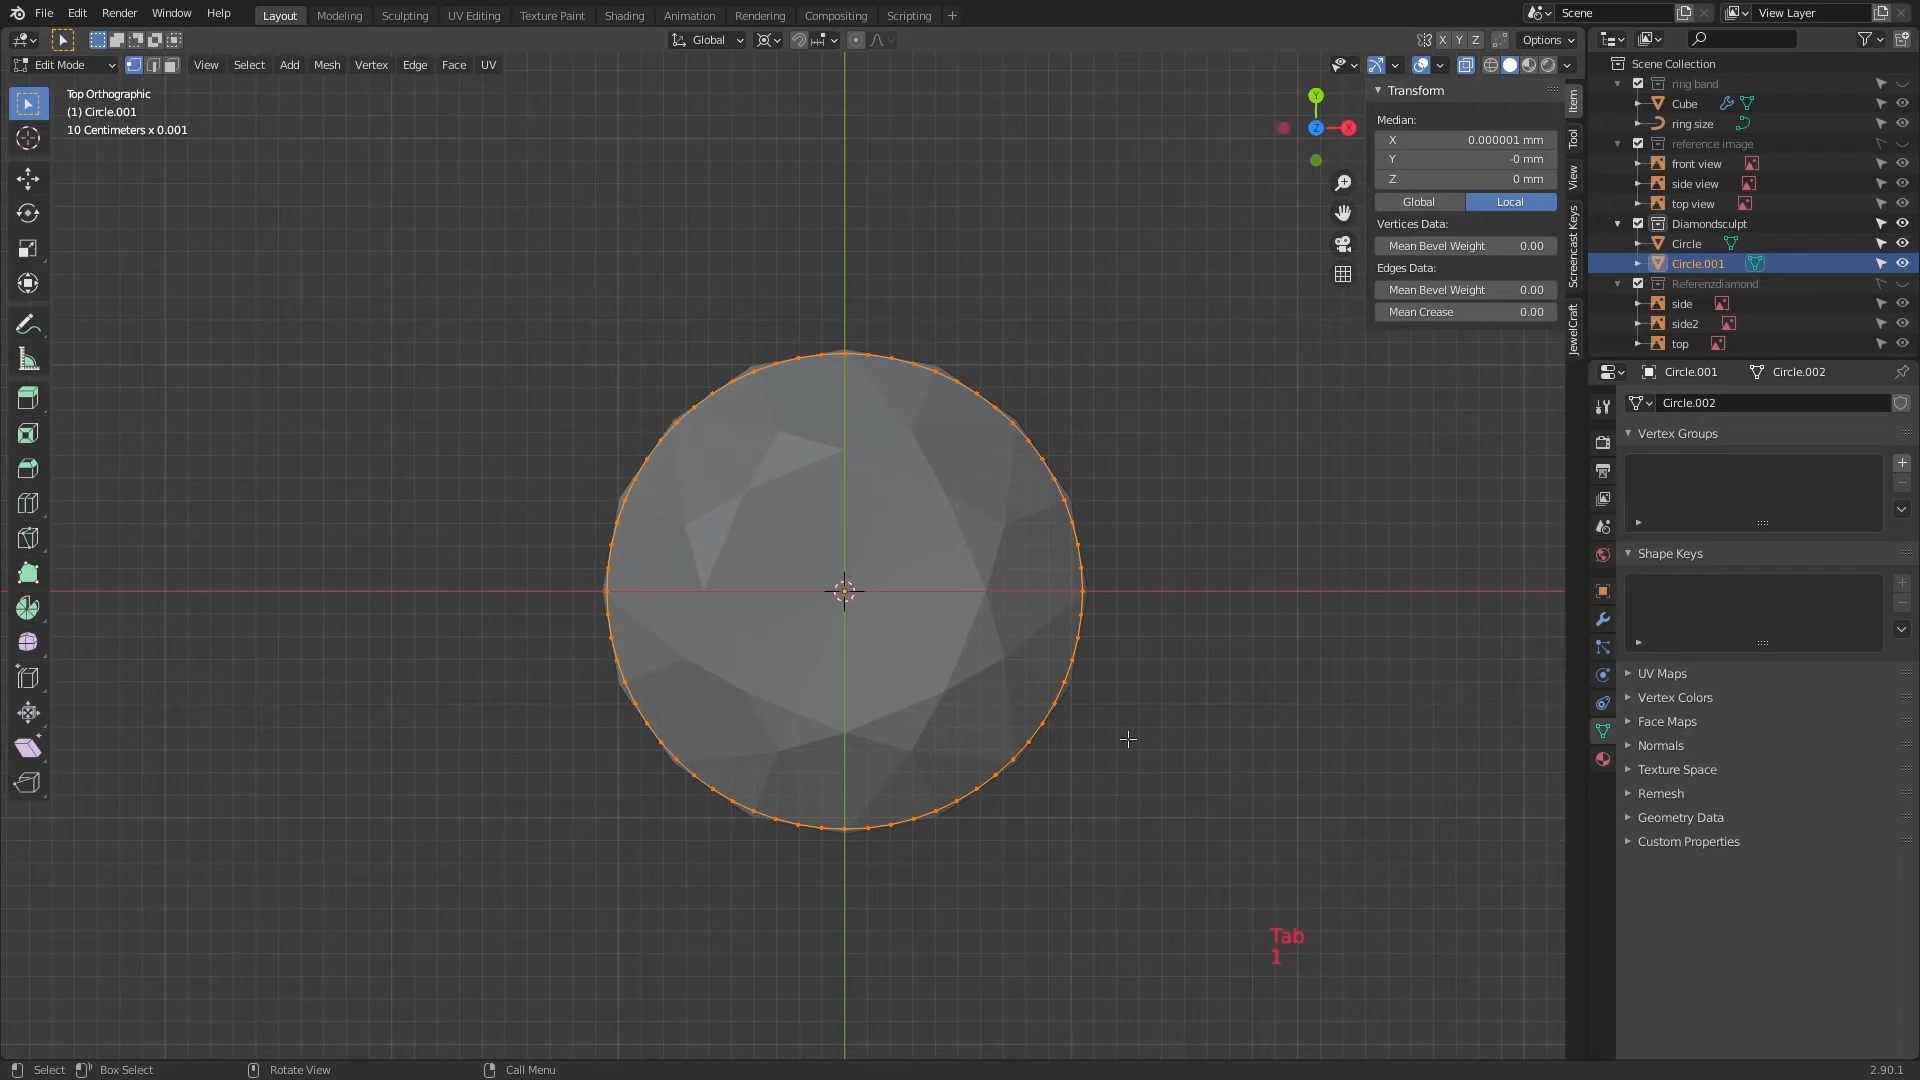 File Edit Render Window Help Layout Modeling Sculpting UV Editing Texture Paint Shading Animation Rendering Compositing Scripting + Scene View Layer
Global X Y Z Options
Edit Mode View Select Add Mesh Vertex Edge Face UV
Top Orthographic
(1) Circle.001
10 Centimeters x 0.001
Y
Z
X
Transform
Median:
X 0.000001 mm
Y -0 mm
Z 0 mm
Global Local
Vertices Data:
Mean Bevel Weight 0.00
Edges Data:
Mean Bevel Weight 0.00
Mean Crease 0.00
Item
Tool
View
Screencast Keys
JewelCraft
Scene Collection
ring band
Cube
ring size
reference image
front view
side view
top view
Diamondsculpt
Circle
Circle.001
Referenzdiamond
side
side2
top
Circle.001 Circle.002
Circle.002
Vertex Groups
Shape Keys
UV Maps
Vertex Colors
Face Maps
Normals
Texture Space
Remesh
Geometry Data
Custom Properties
Tab
1
Select Box Select Rotate View Call Menu 2.90.1